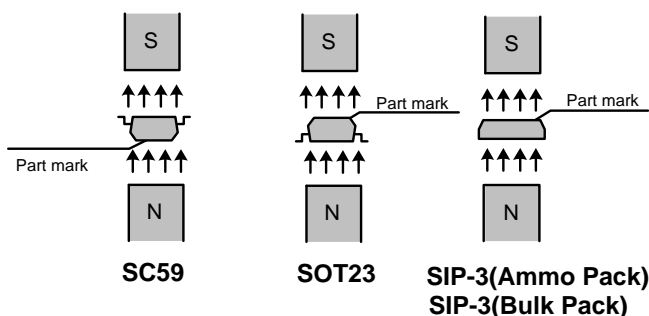 S
S
S
Part mark
Part mark
Part mark
N
N
N
SC59
SOT23
SIP-3(Ammo Pack)
SIP-3(Bulk Pack)